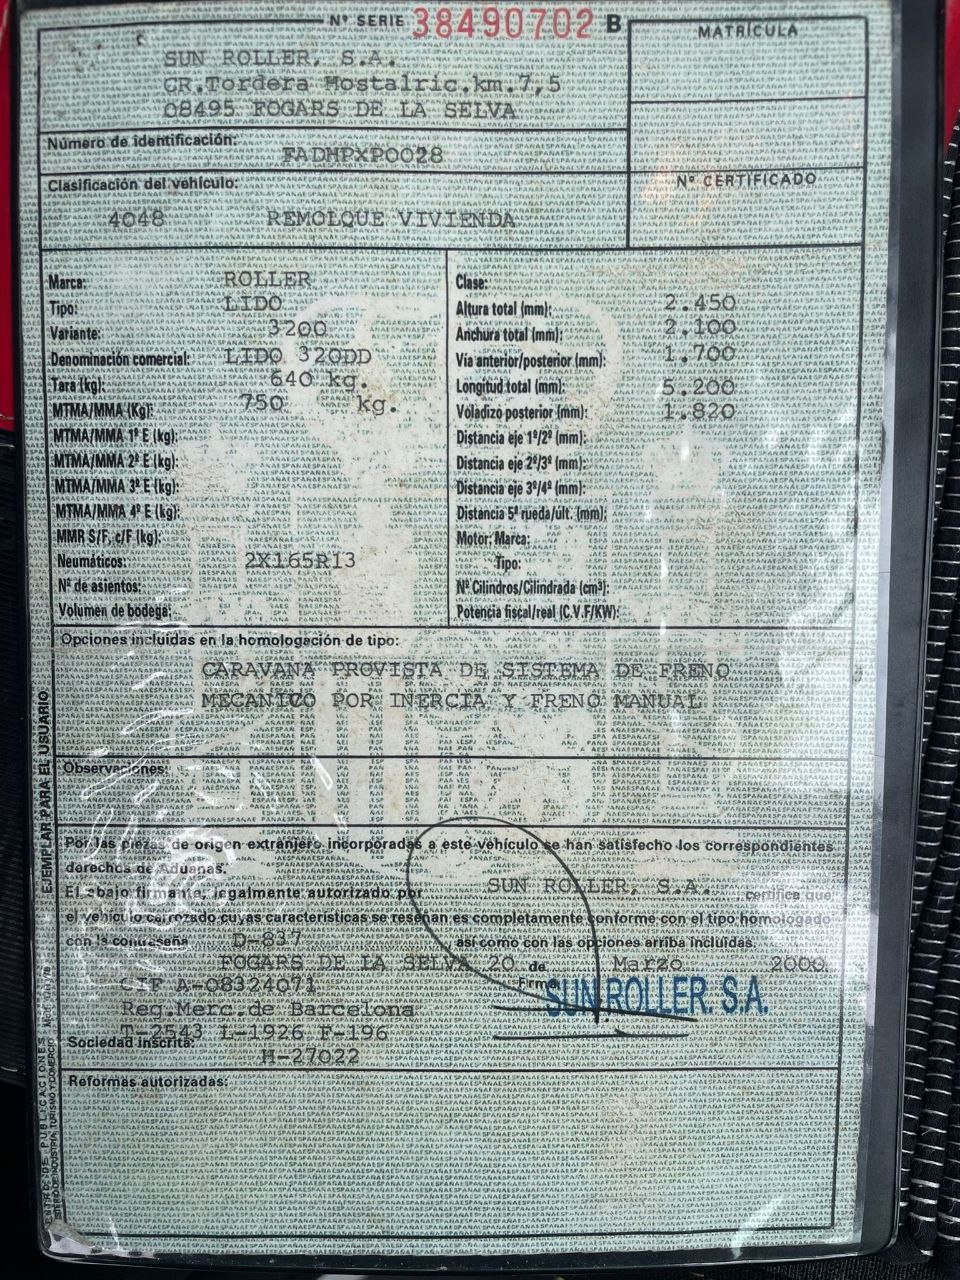 Nº SERIE 38490702 B
MATRICULA
SUN ROLLER, S.A.
CR.Tordera Hostalric.km.7,5
08495 FOGARS DE LA SELVA
Número de identificación:
FADMPXP0028
Nº CERTIFICADO
Clasificación del vehículo:
4048 REMOLQUE VIVIENDA
Marca: ROLLER
Tipo: LIDO
Variante: 3200
Denominación comercial: LIDO 320DD
Tara (kg): 640 kg.
MTMA/MMA (Kg): 750 kg.
MTMA/MMA 1º E (kg):
MTMA/MMA 2º E (kg):
MTMA/MMA 3º E (kg):
MTMA/MMA 4º E (kg):
MMR S/F, c/F (kg):
Neumáticos: 2X165R13
Nº de asientos:
Volumen de bodega:
Clase:
Altura total (mm): 2.450
Anchura total (mm): 2.100
Vía anterior/posterior (mm): 1.700
Longitud total (mm): 5.200
Voladizo posterior (mm): 1.820
Distancia eje 1º/2º (mm):
Distancia eje 2º/3º (mm):
Distancia eje 3º/4º (mm):
Distancia 5ª rueda/últ. (mm):
Motor: Marca:
Tipo:
Nº Cilindros/Cilindrada (cm³):
Potencia fiscal/real (C.V.F/KW):
Opciones incluidas en la homologación de tipo:
CARAVANA PROVISTA DE SISTEMA DE FRENO
MECANICO POR INERCIA Y FRENO MANUAL
Observaciones:
Por las piezas de origen extranjero incorporadas a este vehículo se han satisfecho los correspondientes
derechos de Aduanas.
El abajo firmante, legalmente autorizado por SUN ROLLER, S.A. certifica que
el vehículo carrozado cuyas características se reseñan es completamente conforme con el tipo homologado
con la contraseña D-837 así como con las opciones arriba incluidas.
FOGARS DE LA SELVA 20 de Marzo 2000
CIF A-08324071 Firma
SUN ROLLER. S.A.
Reg.Merc.de Barcelona
T-2543 L-1926 F-196
Sociedad inscrita:
H-27022
Reformas autorizadas:
EJEMPLAR PARA EL USUARIO